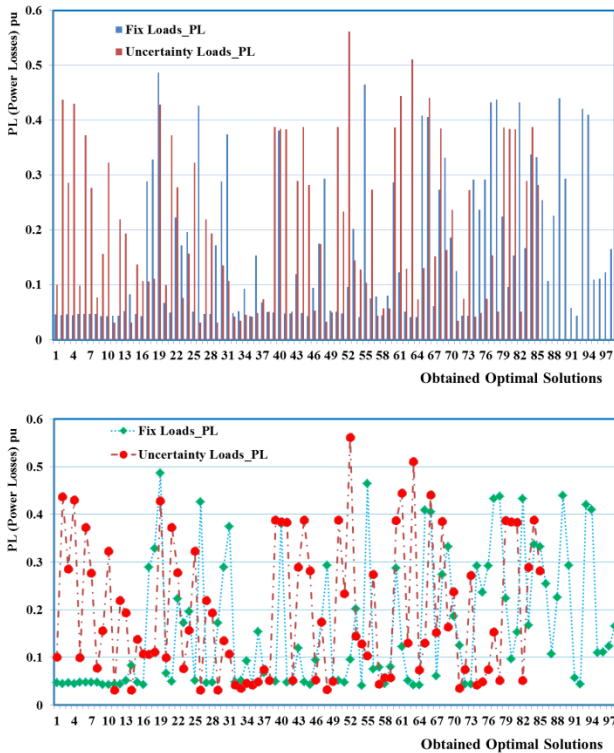 PL (Power Losses) pu
0.6
0.5
0.4
0.3
0.2
0.1
0
Fix Loads_PL
Uncertainty Loads_PL
1 4 7 10 13 16 19 22 25 28 31 34 37 40 43 46 49 52 55 58 61 64 67 70 73 76 79 82 85 88 91 94 97
Obtained Optimal Solutions
PL (Power Losses) pu
0.6
0.5
0.4
0.3
0.2
0.1
0
Fix Loads_PL
Uncertainty Loads_PL
1 4 7 10 13 16 19 22 25 28 31 34 37 40 43 46 49 52 55 58 61 64 67 70 73 76 79 82 85 88 91 94 97
Obtained Optimal Solutions